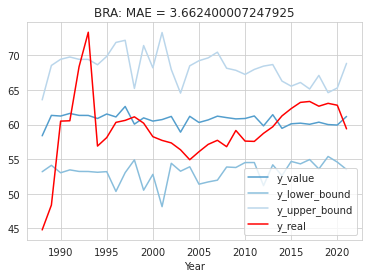 BRA: MAE = 3.662400007247925
70
65
60
55
50
45
y_value
y_lower_bound
y_upper_bound
y_real
1990 1995 2000 2005 2010 2015 2020
Year